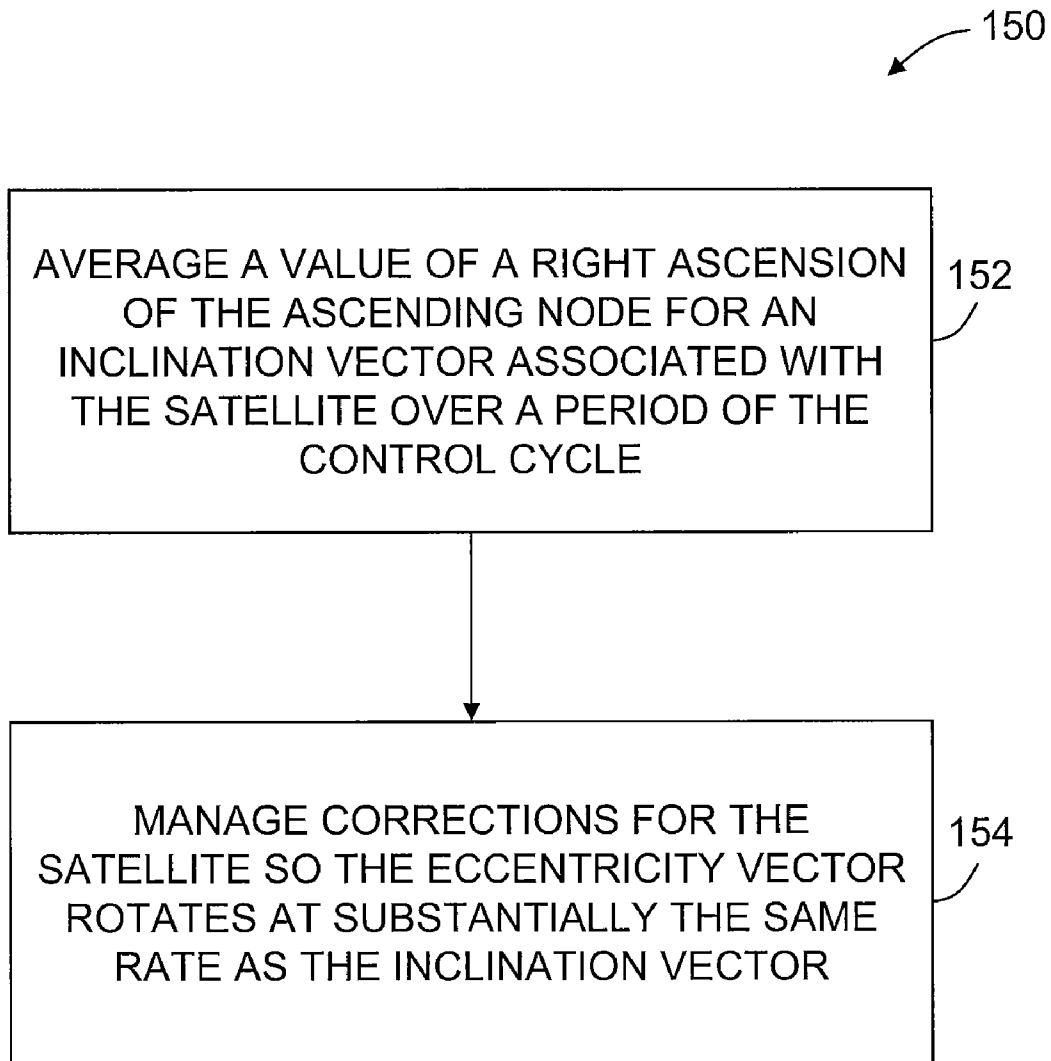 150
AVERAGE A VALUE OF A RIGHT ASCENSION
OF THE ASCENDING NODE FOR AN
INCLINATION VECTOR ASSOCIATED WITH
THE SATELLITE OVER A PERIOD OF THE
CONTROL CYCLE
152
MANAGE CORRECTIONS FOR THE
SATELLITE SO THE ECCENTRICITY VECTOR
ROTATES AT SUBSTANTIALLY THE SAME
RATE AS THE INCLINATION VECTOR
154